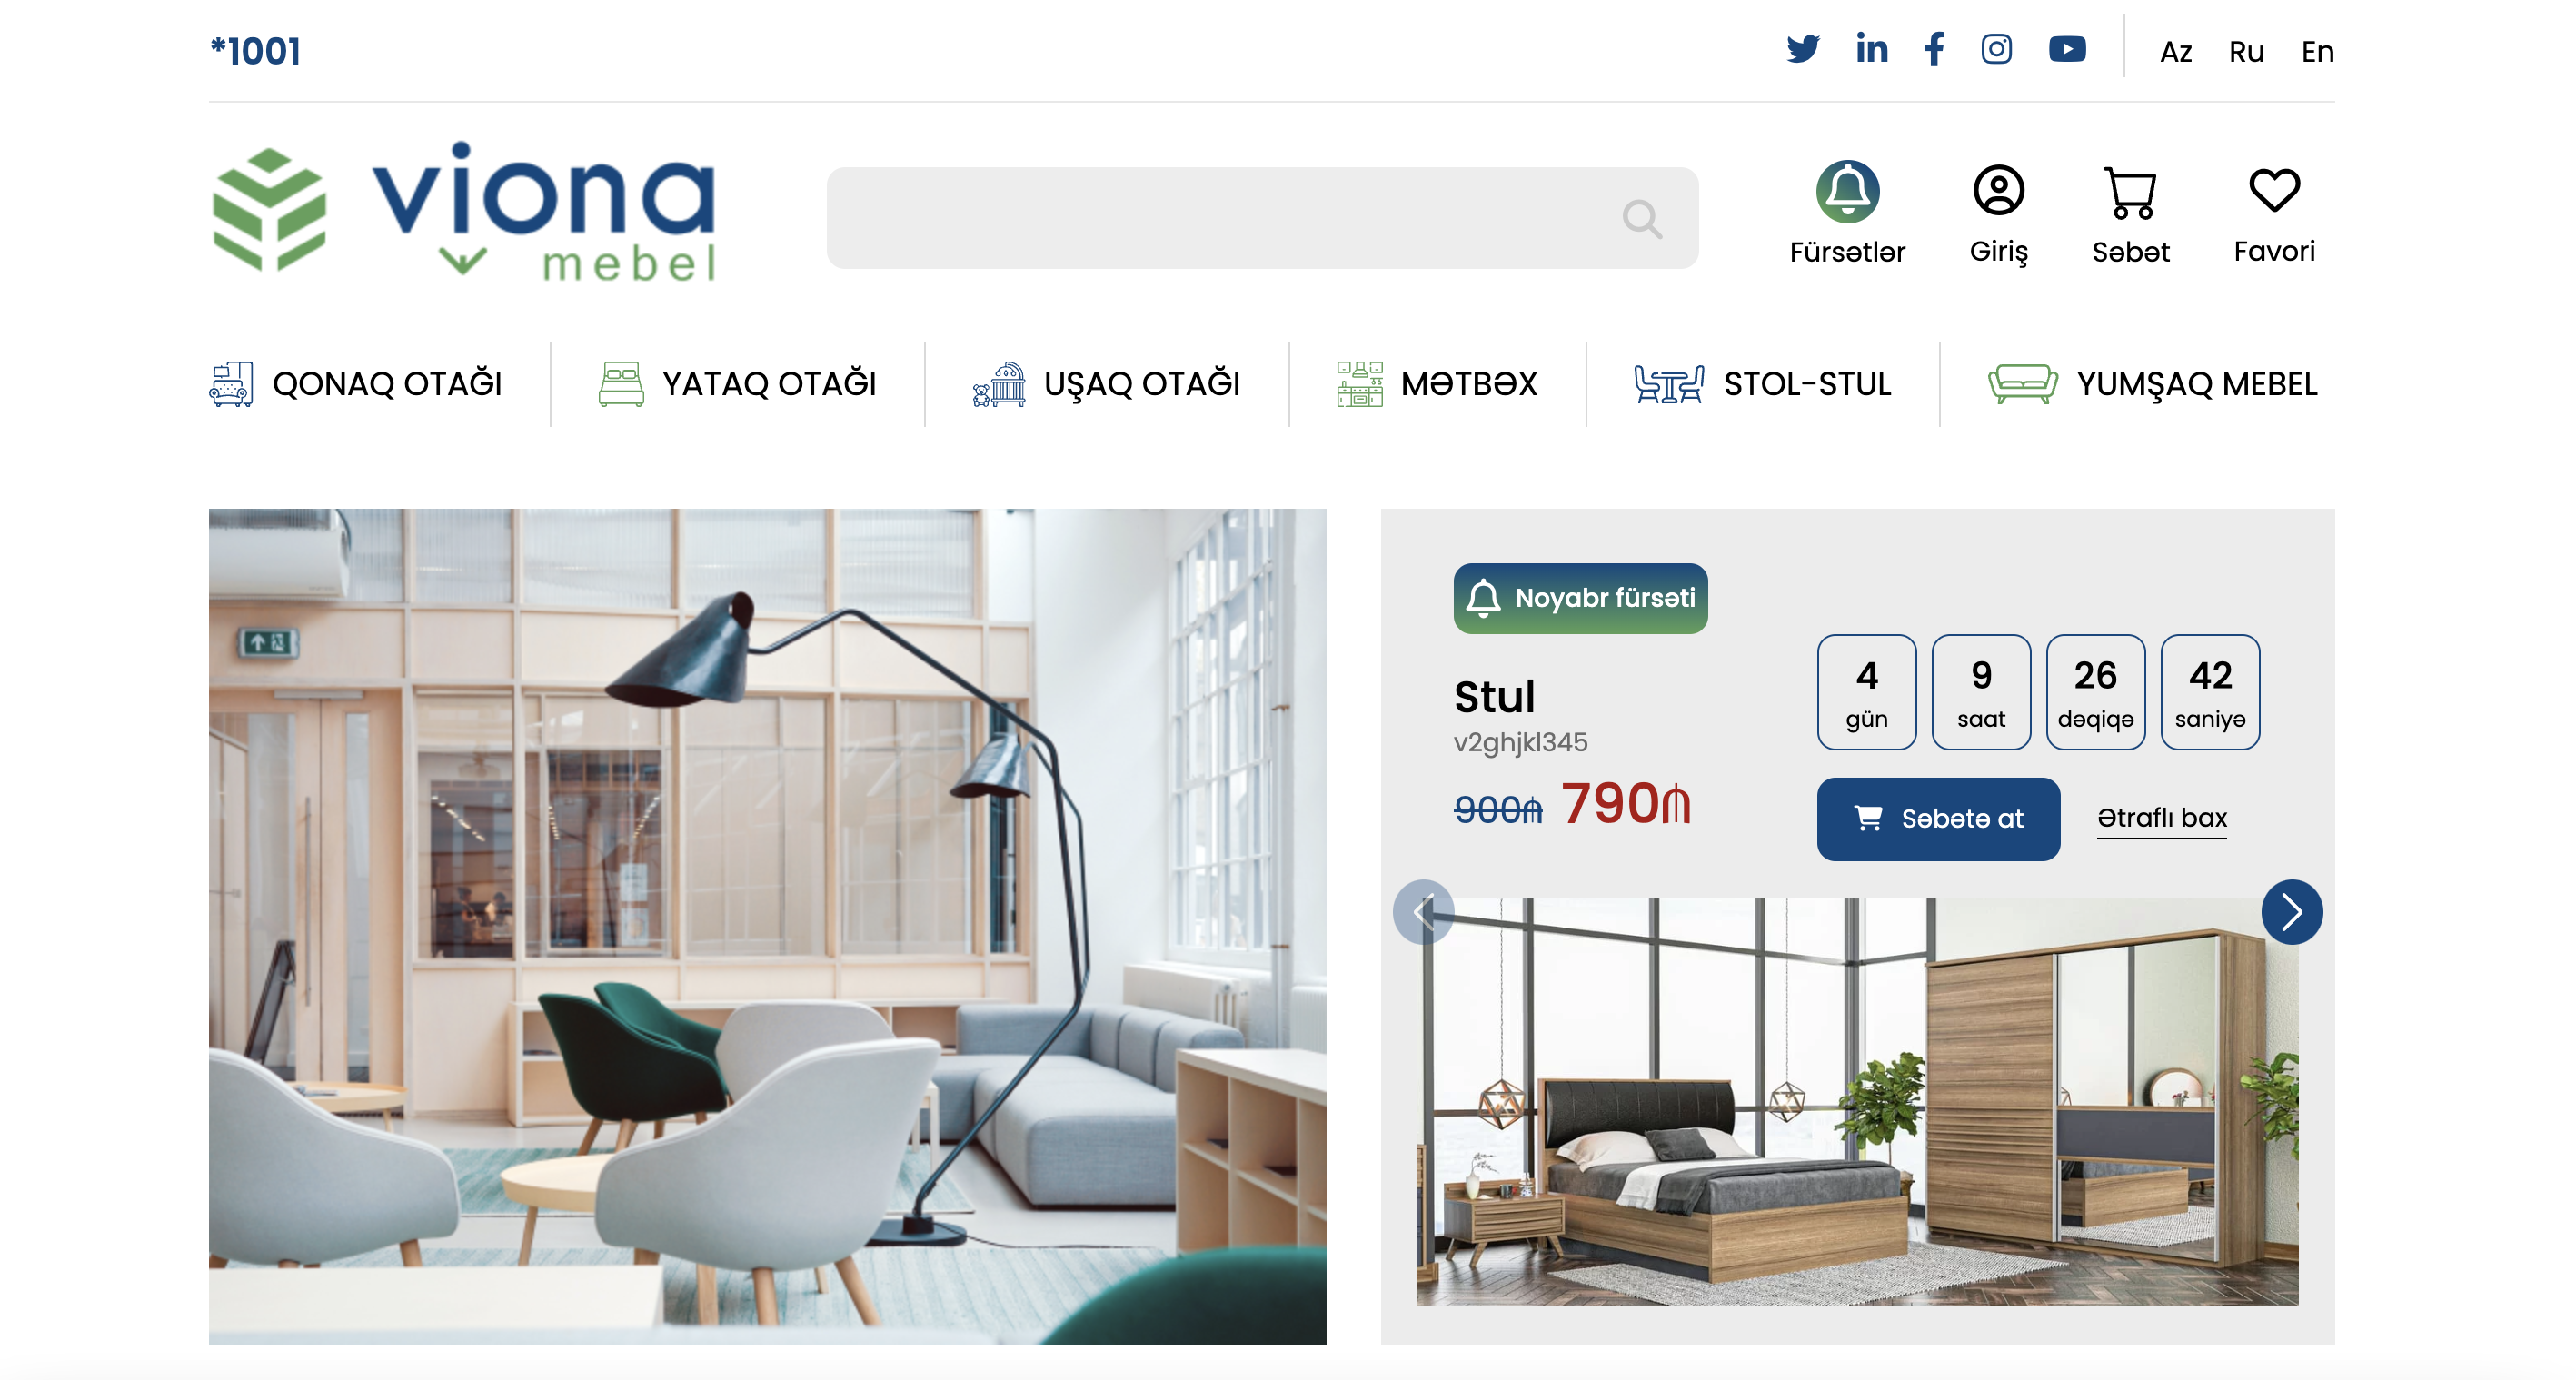 *1001
Az Ru En
viona
mebel
Fürsətlər Giriş Səbət Favori
QONAQ OTAĞI YATAQ OTAĞI UŞAQ OTAĞI MƏTBƏX STOL-STUL YUMŞAQ MEBEL
Noyabr fürsəti
Stul
v2ghjkl345
900₼ 790₼
4 9 26 42
gün saat dəqiqə saniyə
Səbətə at Ətraflı bax